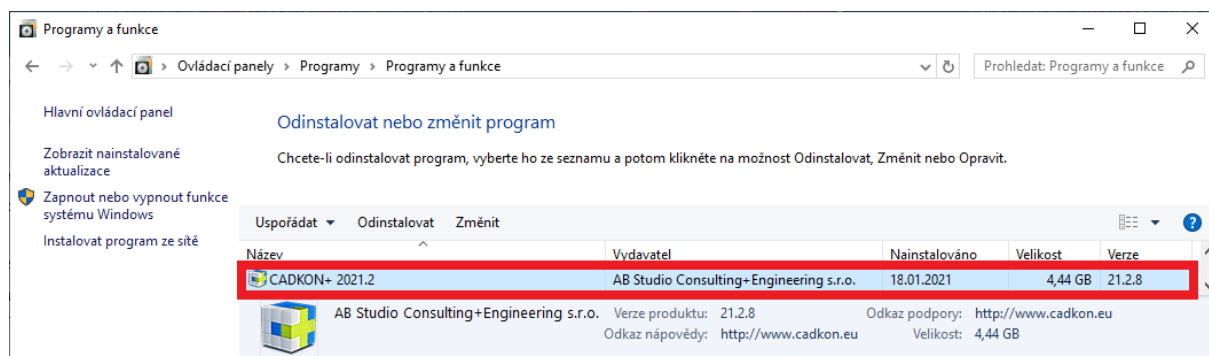 Programy a funkce
Ovládací panely > Programy > Programy a funkce
Prohledat: Programy a funkce
Hlavní ovládací panel
Zobrazit nainstalované
aktualizace
Zapnout nebo vypnout funkce
systému Windows
Instalovat program ze sítě
Odinstalovat nebo změnit program
Chcete-li odinstalovat program, vyberte ho ze seznamu a potom klikněte na možnost Odinstalovat, Změnit nebo Opravit.
Uspořádat Odinstalovat Změnit
Název Vydavatel Nainstalováno Velikost Verze
CADKON+ 2021.2 AB Studio Consulting+Engineering s.r.o. 18.01.2021 4,44 GB 21.2.8
AB Studio Consulting+Engineering s.r.o. Verze produktu: 21.2.8 Odkaz podpory: http://www.cadkon.eu
Odkaz nápovědy: http://www.cadkon.eu Velikost: 4,44 GB